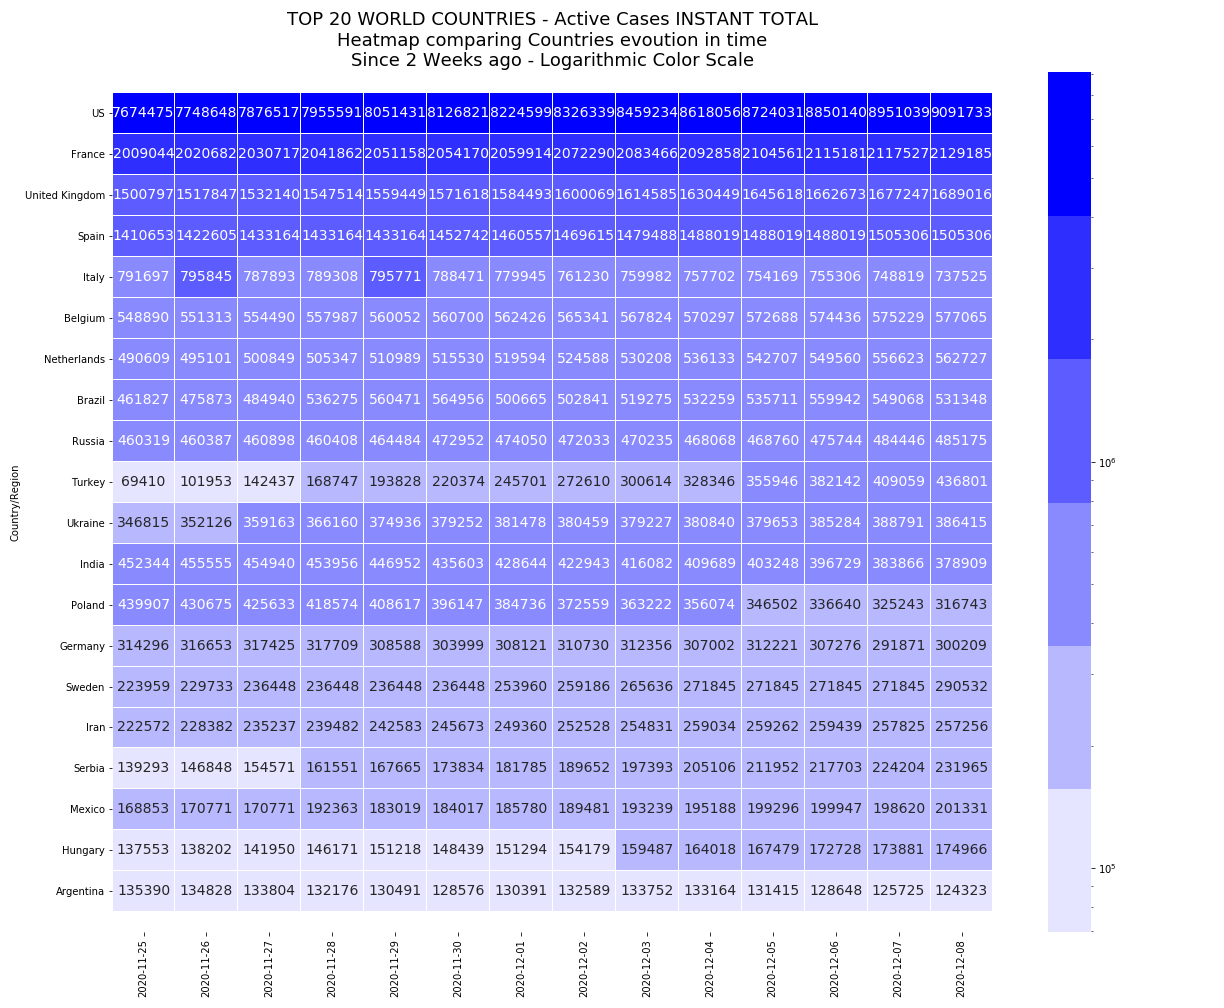 TOP 20 WORLD COUNTRIES - Active Cases INSTANT TOTAL
Heatmap comparing Countries evoution in time
Since 2 Weeks ago - Logarithmic Color Scale
US 7674475 7748648 7876517 7955591 8051431 8126821 8224599 8326339 8459234 8618056 8724031 8850140 8951039 9091733
France 2009044 2020682 2030717 2041862 2051158 2054170 2059914 2072290 2083466 2092858 2104561 2115181 2117527 2129185
United Kingdom 1500797 1517847 1532140 1547514 1559449 1571618 1584493 1600069 1614585 1630449 1645618 1662673 1677247 1689016
Spain 1410653 1422605 1433164 1433164 1433164 1452742 1460557 1469615 1479488 1488019 1488019 1488019 1505306 1505306
Italy 791697 795845 787893 789308 795771 788471 779945 761230 759982 757702 754169 755306 748819 737525
Belgium 548890 551313 554490 557987 560052 560700 562426 565341 567824 570297 572688 574436 575229 577065
Netherlands 490609 495101 500849 505347 510989 515530 519594 524588 530208 536133 542707 549560 556623 562727
Brazil 461827 475873 484940 536275 560471 564956 500665 502841 519275 532259 535711 559942 549068 531348
Russia 460319 460387 460898 460408 464484 472952 474050 472033 470235 468068 468760 475744 484446 485175
Turkey 69410 101953 142437 168747 193828 220374 245701 272610 300614 328346 355946 382142 409059 436801
Ukraine 346815 352126 359163 366160 374936 379252 381478 380459 379227 380840 379653 385284 388791 386415
India 452344 455555 454940 453956 446952 435603 428644 422943 416082 409689 403248 396729 383866 378909
Poland 439907 430675 425633 418574 408617 396147 384736 372559 363222 356074 346502 336640 325243 316743
Germany 314296 316653 317425 317709 308588 303999 308121 310730 312356 307002 312221 307276 291871 300209
Sweden 223959 229733 236448 236448 236448 236448 253960 259186 265636 271845 271845 271845 271845 290532
Iran 222572 228382 235237 239482 242583 245673 249360 252528 254831 259034 259262 259439 257825 257256
Serbia 139293 146848 154571 161551 167665 173834 181785 189652 197393 205106 211952 217703 224204 231965
Mexico 168853 170771 170771 192363 183019 184017 185780 189481 193239 195188 199296 199947 198620 201331
Hungary 137553 138202 141950 146171 151218 148439 151294 154179 159487 164018 167479 172728 173881 174966
Argentina 135390 134828 133804 132176 130491 128576 130391 132589 133752 133164 131415 128648 125725 124323
Country/Region
2020-11-25 2020-11-26 2020-11-27 2020-11-28 2020-11-29 2020-11-30 2020-12-01 2020-12-02 2020-12-03 2020-12-04 2020-12-05 2020-12-06 2020-12-07 2020-12-08
10⁶
10⁵